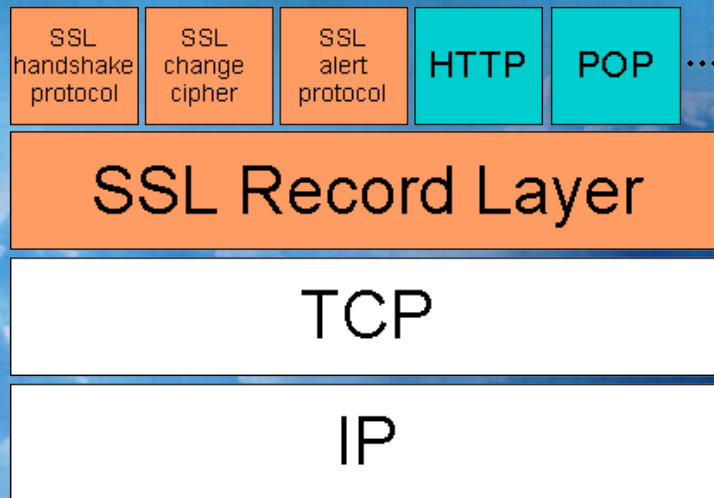 SSL
handshake
protocol
SSL
change
cipher
SSL
alert
protocol
HTTP
POP
...
SSL Record Layer
TCP
IP